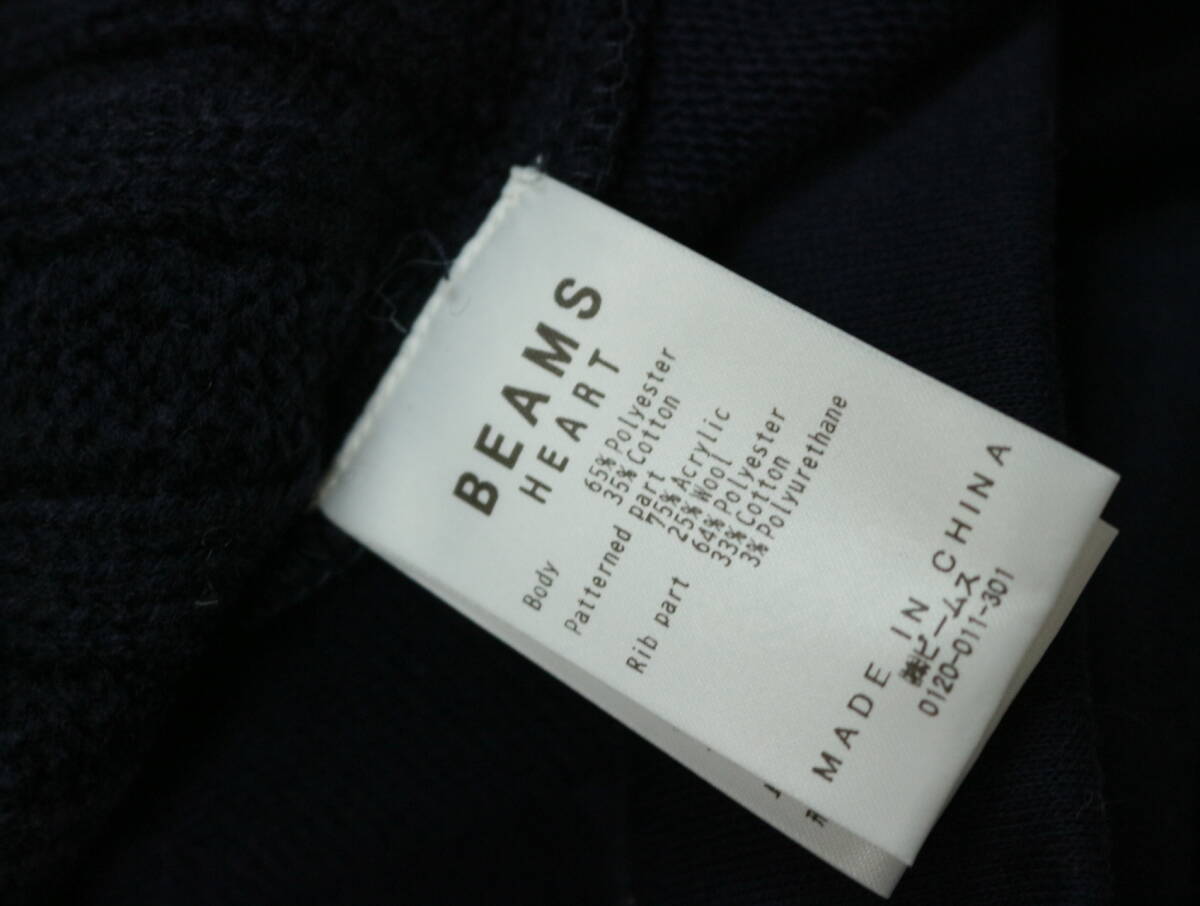 BEAMS
HEART
Body 65% Polyester
35% Cotton
Patterned part
75% Acrylic
25% Wool
Rib part 64% Polyester
33% Cotton
3% Polyurethane
MADE IN CHINA
㈱ビームス
0120-011-301